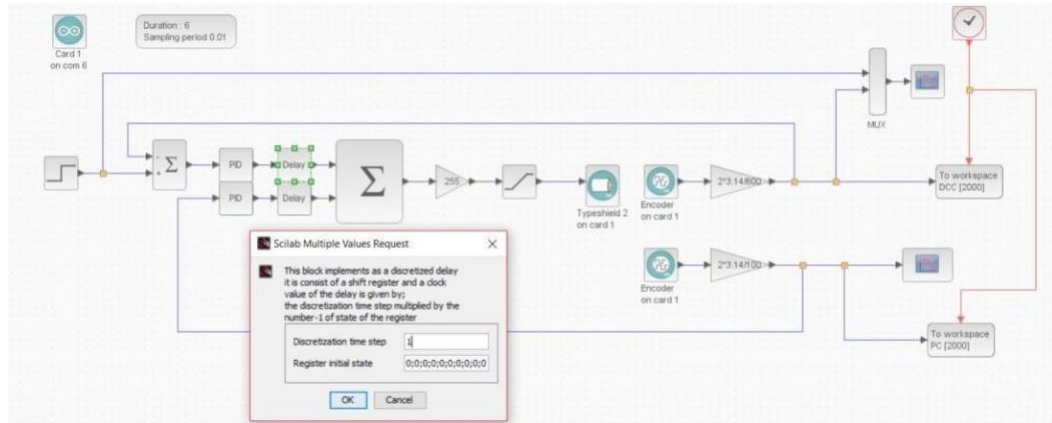 Card 1
on com 6
Duration : 6
Sampling period 0.01
MUX
To workspace
DCC [2000]
PID
Delay
Σ
Σ
255
Typeshield 2
on card 1
Encoder
on card 1
2*3.14/600
PID
Delay
Encoder
on card 1
2*3.14/100
To workspace
PC [2000]
Scilab Multiple Values Request
This block implements as a discretized delay
it is consist of a shift register and a clock
value of the delay is given by;
the discretization time step multiplied by the
number-1 of state of the register
Discretization time step
1
Register initial state
0;0;0;0;0;0;0;0;0;0
OK
Cancel